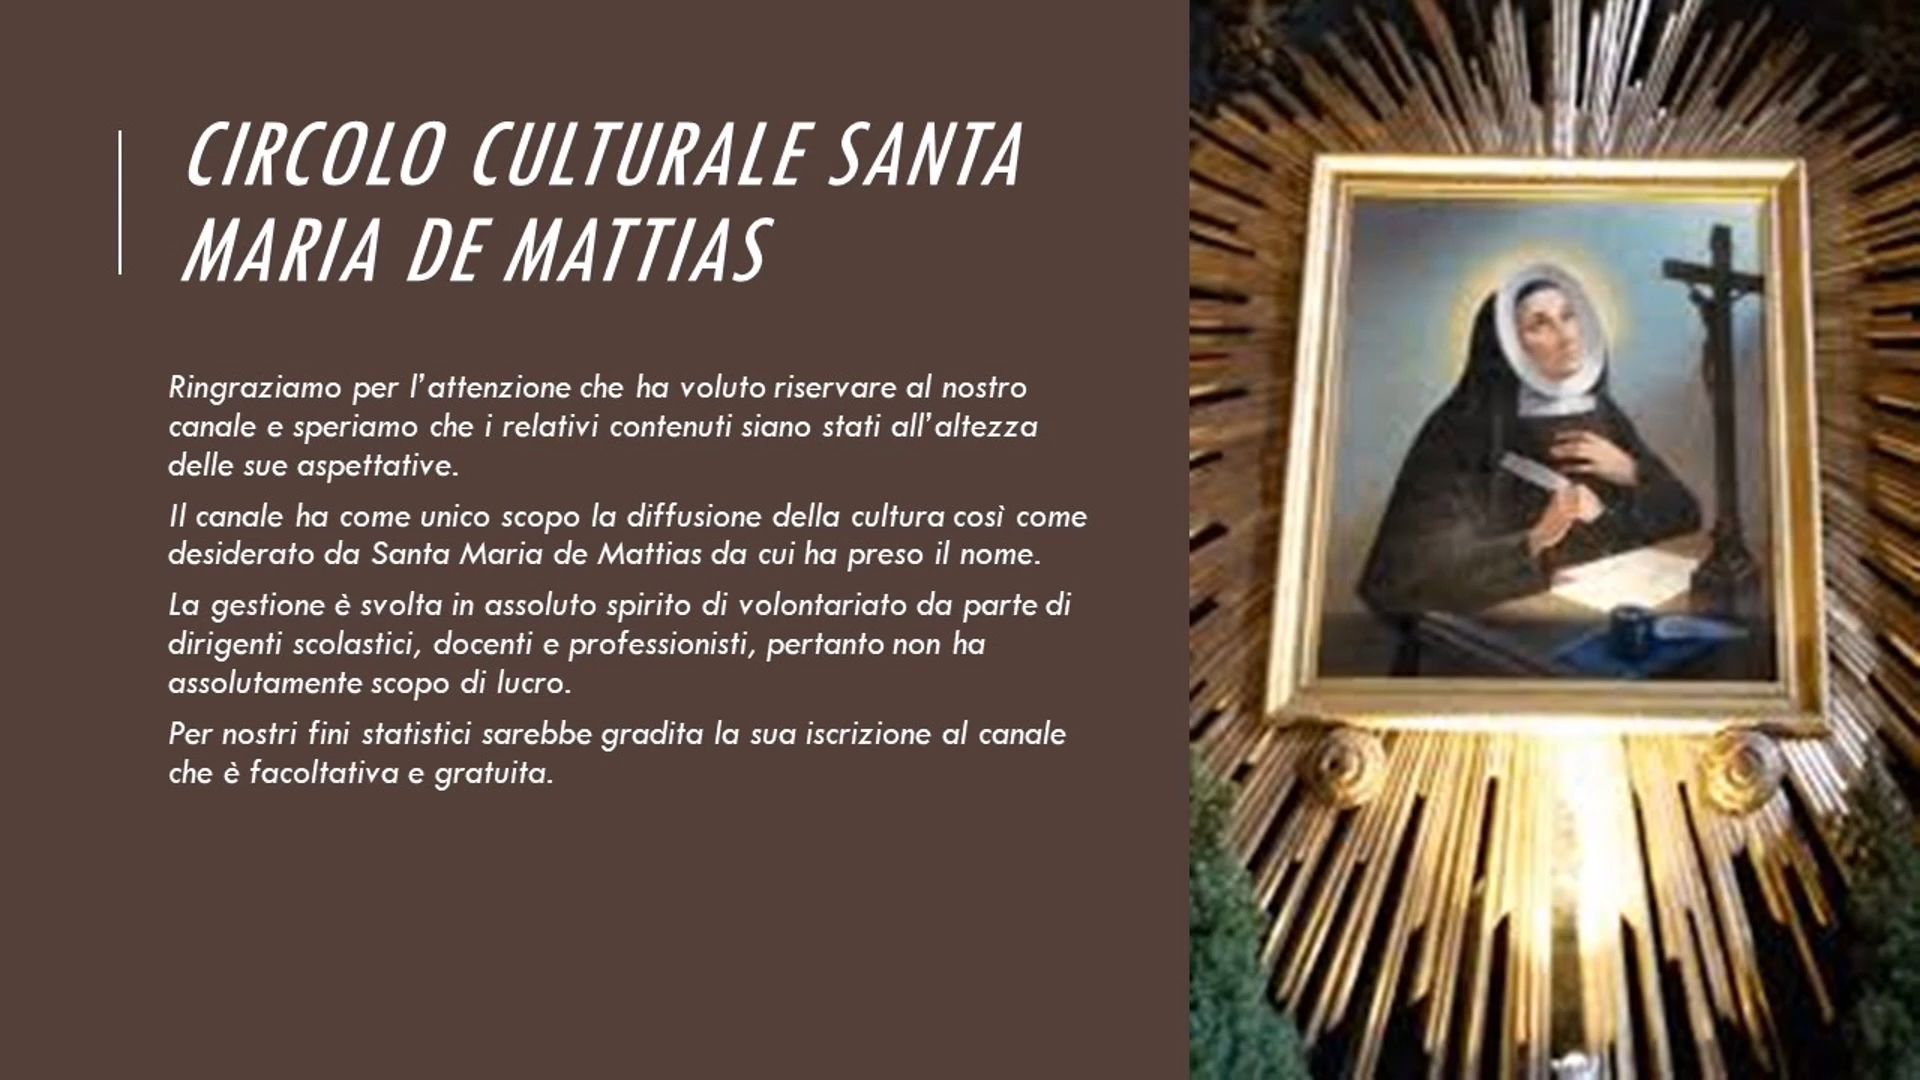 CIRCOLO CULTURALE SANTA
MARIA DE MATTIAS
Ringraziamo per l’attenzione che ha voluto riservare al nostro
canale e speriamo che i relativi contenuti siano stati all’altezza
delle sue aspettative.
Il canale ha come unico scopo la diffusione della cultura così come
desiderato da Santa Maria de Mattias da cui ha preso il nome.
La gestione è svolta in assoluto spirito di volontariato da parte di
dirigenti scolastici, docenti e professionisti, pertanto non ha
assolutamente scopo di lucro.
Per nostri fini statistici sarebbe gradita la sua iscrizione al canale
che è facoltativa e gratuita.